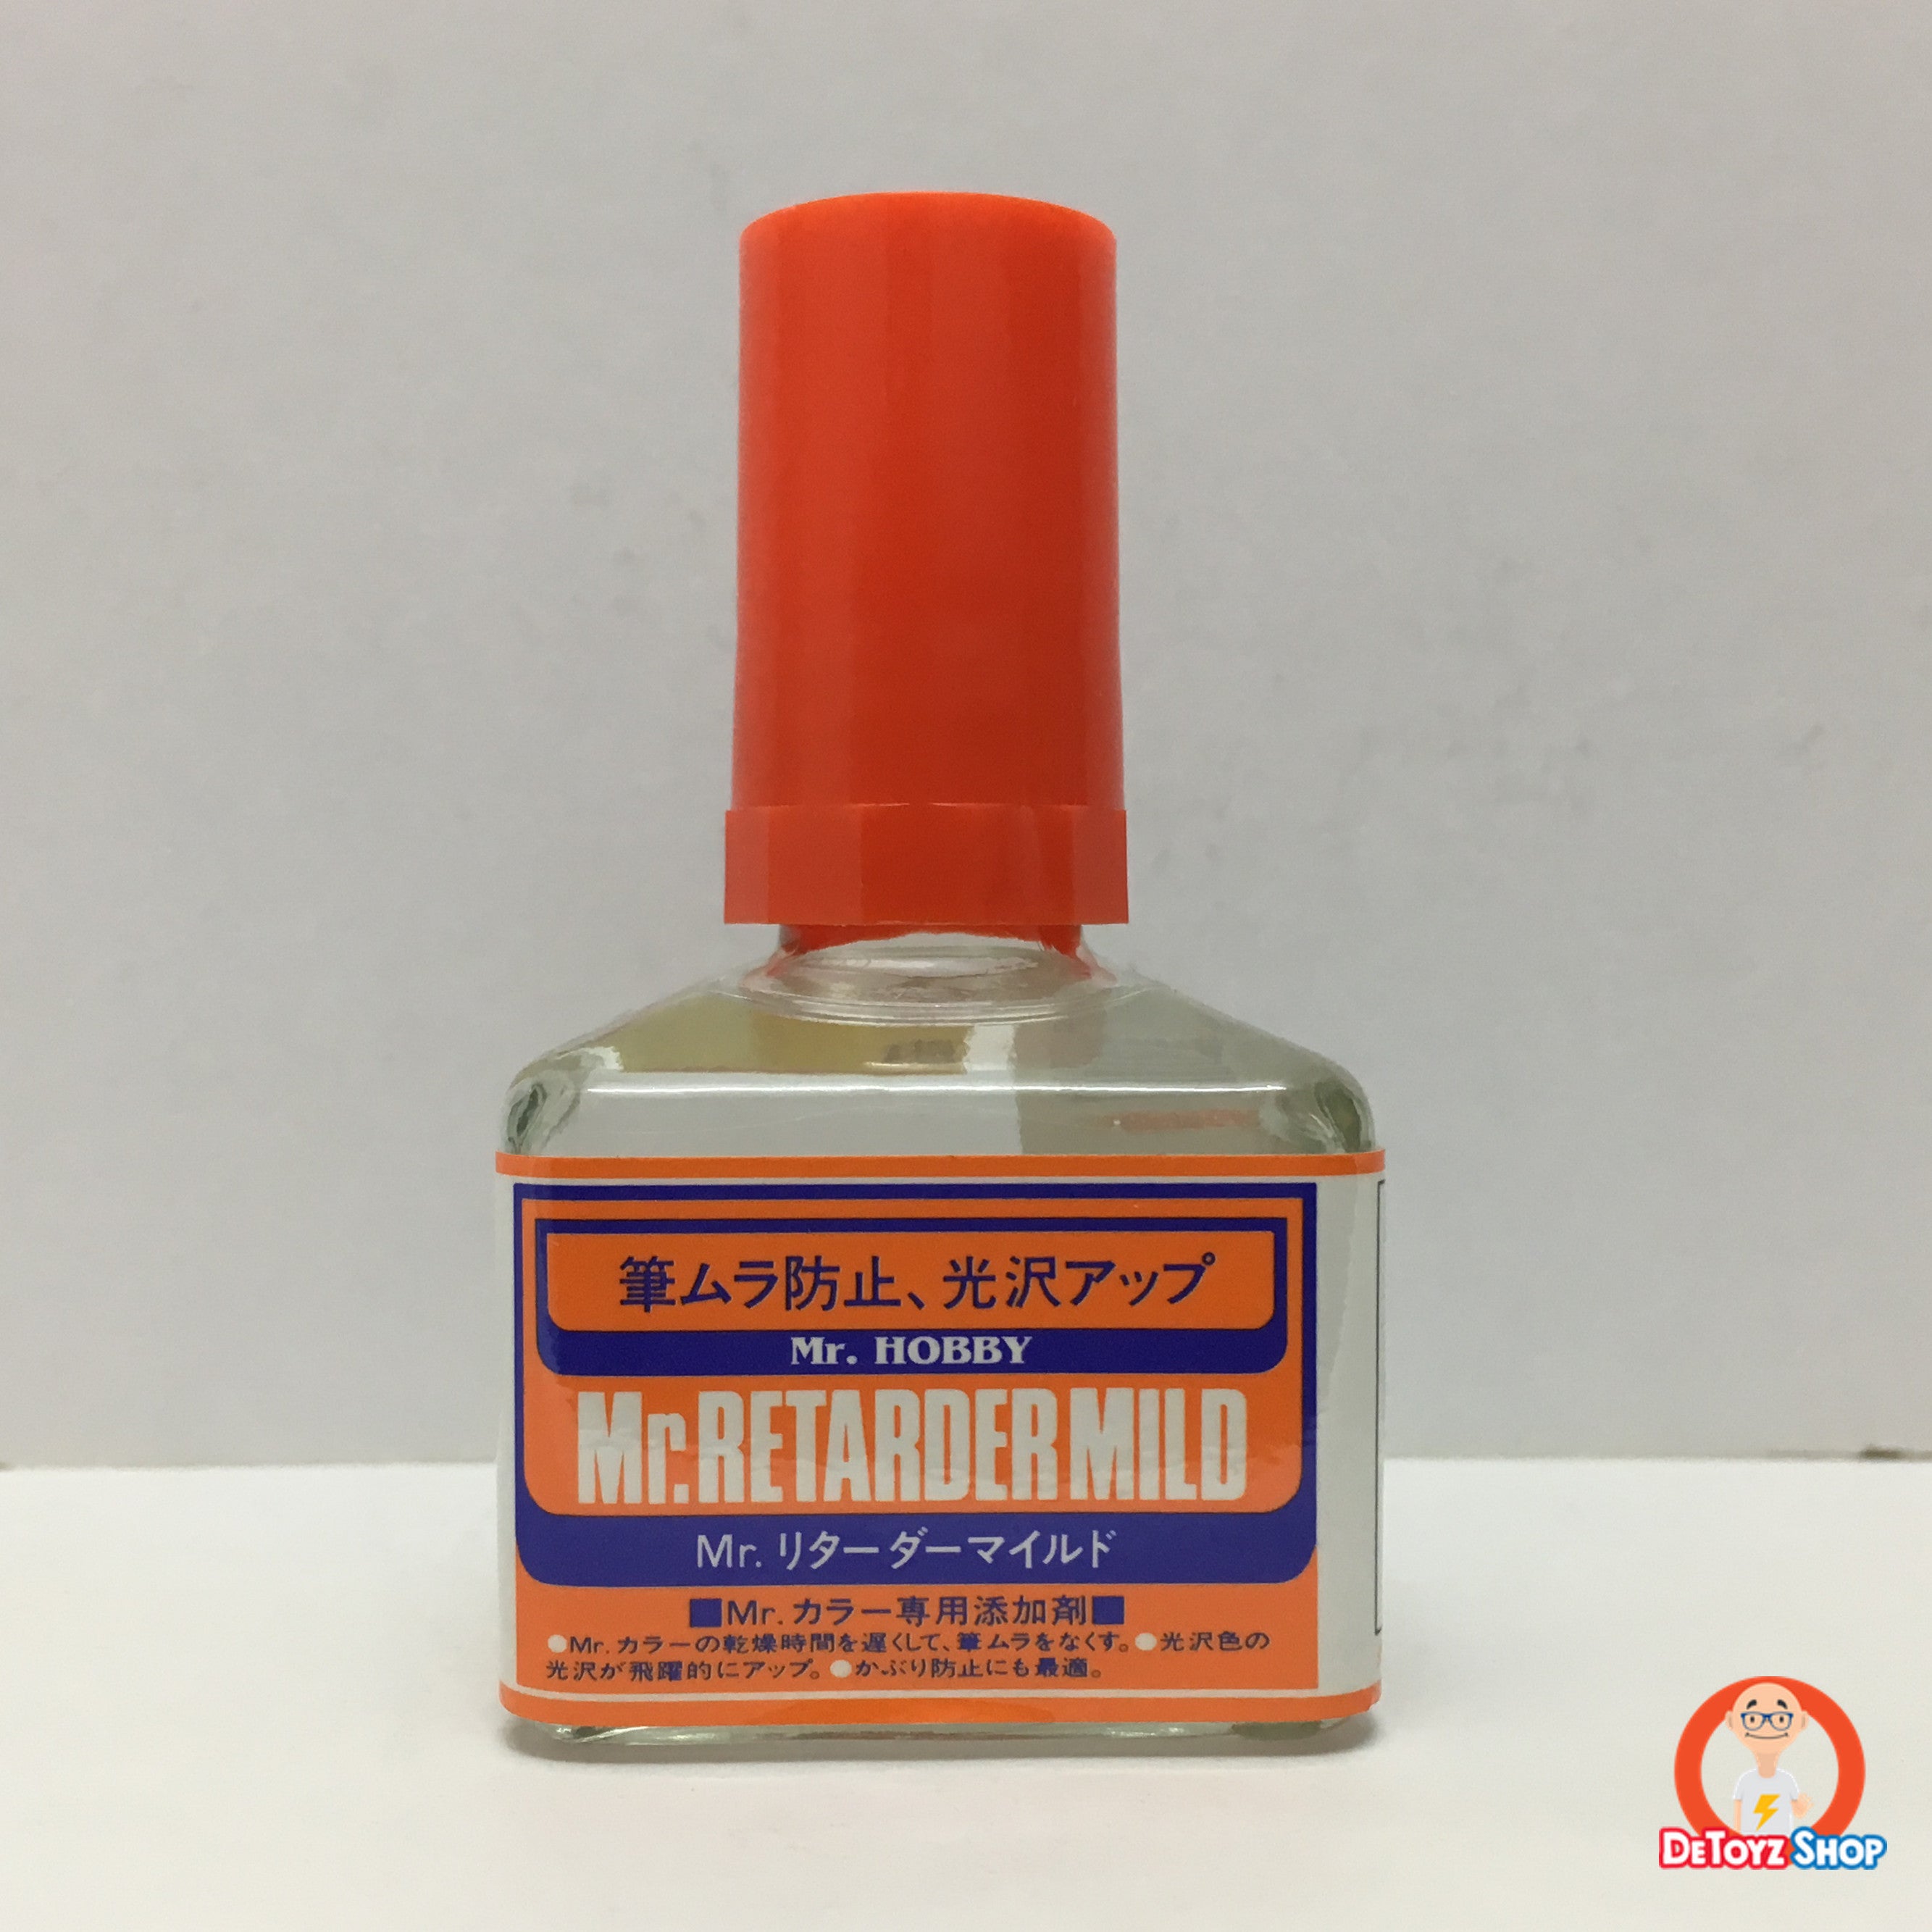 筆ムラ防止、光沢アップ
Mr. HOBBY
Mr.RETARDER MILD
Mr. リターダーマイルド
■Mr. カラー専用添加剤■
●Mr. カラーの乾燥時間を遅くして、筆ムラをなくす。●光沢色の
光沢が飛躍的にアップ。●かぶり防止にも最適。
DeToyz Shop